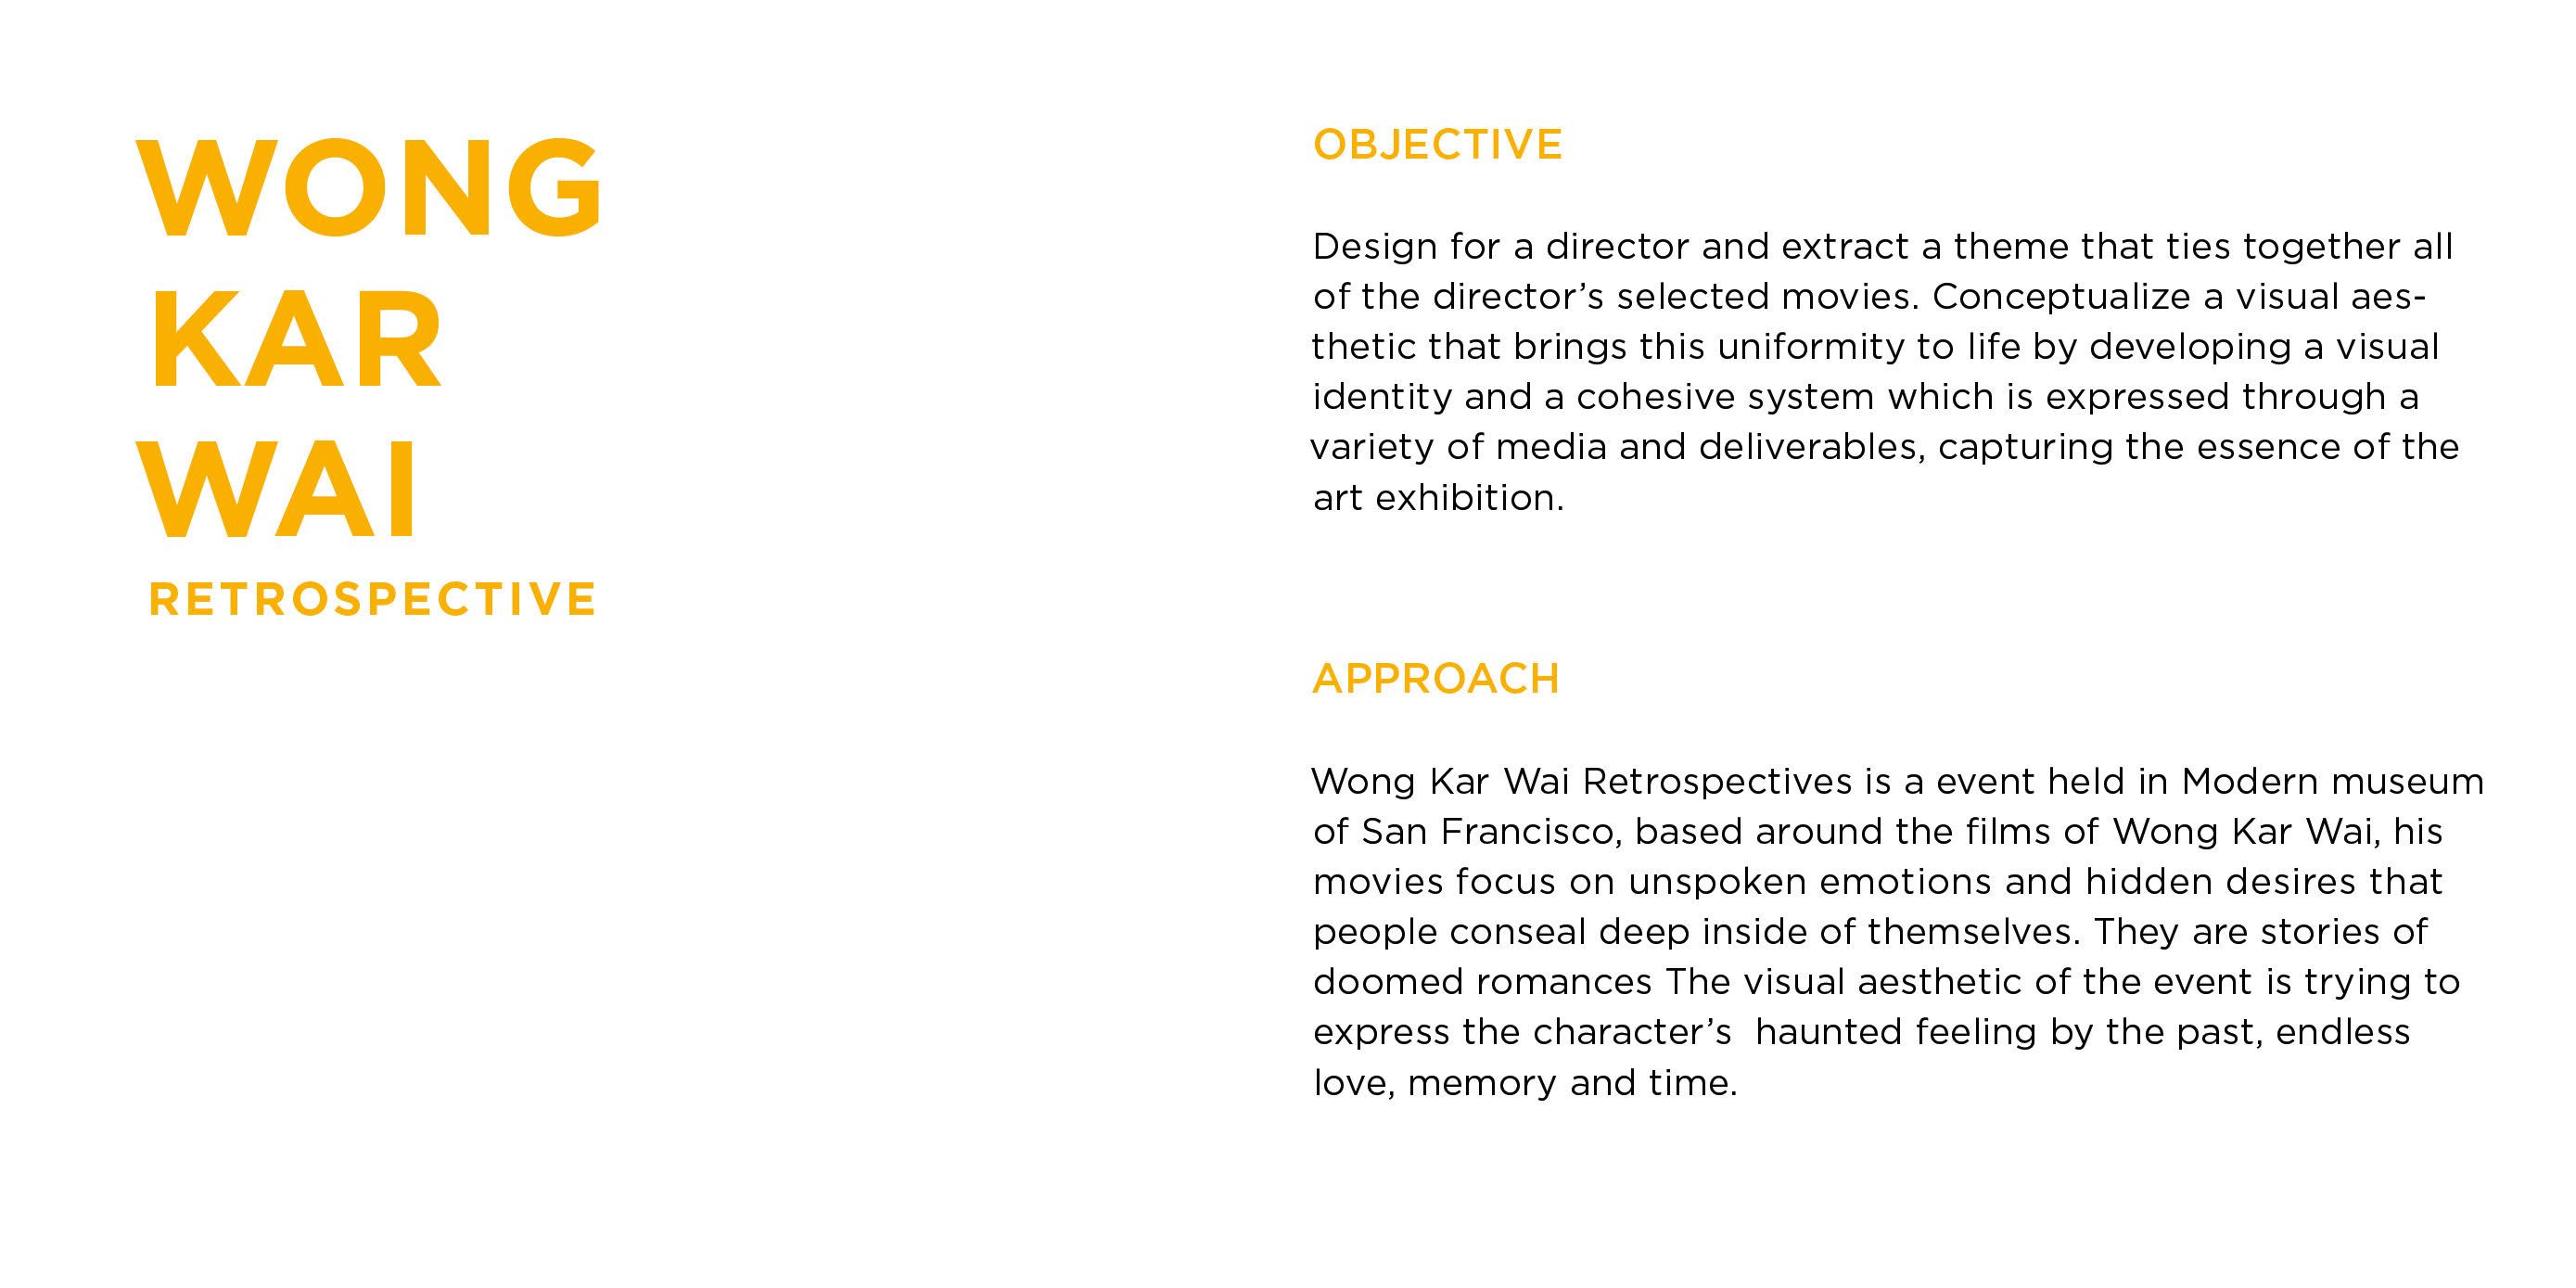 WONG
KAR
WAI
RETROSPECTIVE
OBJECTIVE
Design for a director and extract a theme that ties together all
of the director’s selected movies. Conceptualize a visual aes-
thetic that brings this uniformity to life by developing a visual
identity and a cohesive system which is expressed through a
variety of media and deliverables, capturing the essence of the
art exhibition.
APPROACH
Wong Kar Wai Retrospectives is a event held in Modern museum
of San Francisco, based around the films of Wong Kar Wai, his
movies focus on unspoken emotions and hidden desires that
people conseal deep inside of themselves. They are stories of
doomed romances The visual aesthetic of the event is trying to
express the character’s  haunted feeling by the past, endless
love, memory and time.